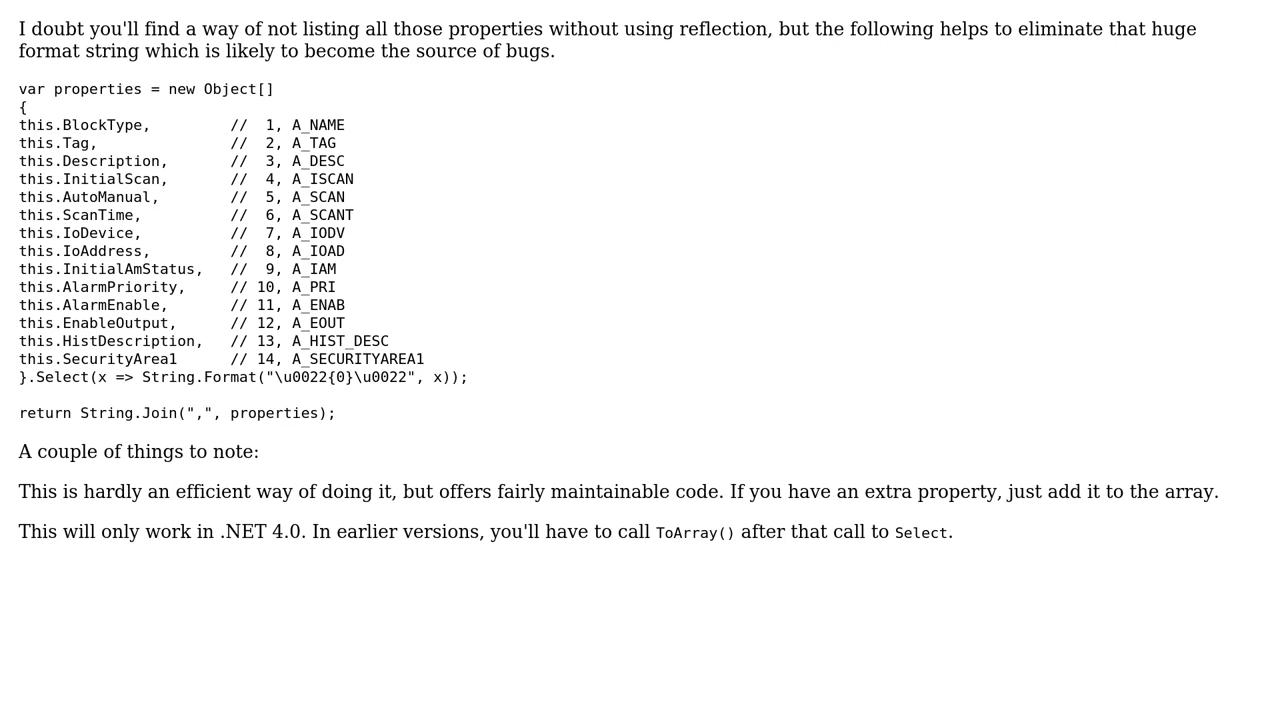 I doubt you'll find a way of not listing all those properties without using reflection, but the following helps to eliminate that huge
format string which is likely to become the source of bugs.
var properties = new Object[]
{
this.BlockType,         //  1, A_NAME
this.Tag,               //  2, A_TAG
this.Description,       //  3, A_DESC
this.InitialScan,       //  4, A_ISCAN
this.AutoManual,        //  5, A_SCAN
this.ScanTime,          //  6, A_SCANT
this.IoDevice,          //  7, A_IODV
this.IoAddress,         //  8, A_IOAD
this.InitialAmStatus,   //  9, A_IAM
this.AlarmPriority,     // 10, A_PRI
this.AlarmEnable,       // 11, A_ENAB
this.EnableOutput,      // 12, A_EOUT
this.HistDescription,   // 13, A_HIST_DESC
this.SecurityArea1      // 14, A_SECURITYAREA1
}.Select(x => String.Format("\u0022{0}\u0022", x));
return String.Join(",", properties);
A couple of things to note:
This is hardly an efficient way of doing it, but offers fairly maintainable code. If you have an extra property, just add it to the array.
This will only work in .NET 4.0. In earlier versions, you'll have to call ToArray() after that call to Select.